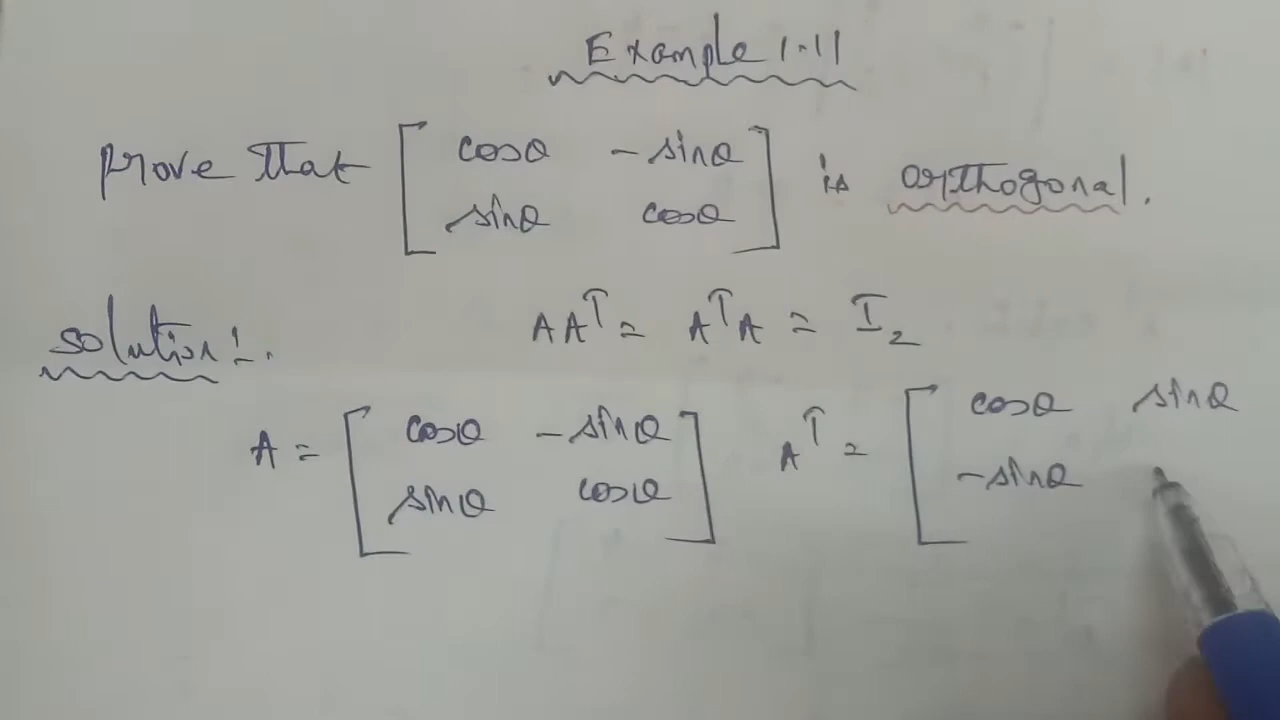 Example 1.11
Prove that [ cosθ -sinθ ] is orthogonal.
sinθ cosθ
Solution:.
AAᵀ = AᵀA = I₂
A = [ cosθ -sinθ ] Aᵀ = [ cosθ sinθ
sinθ cosθ -sinθ